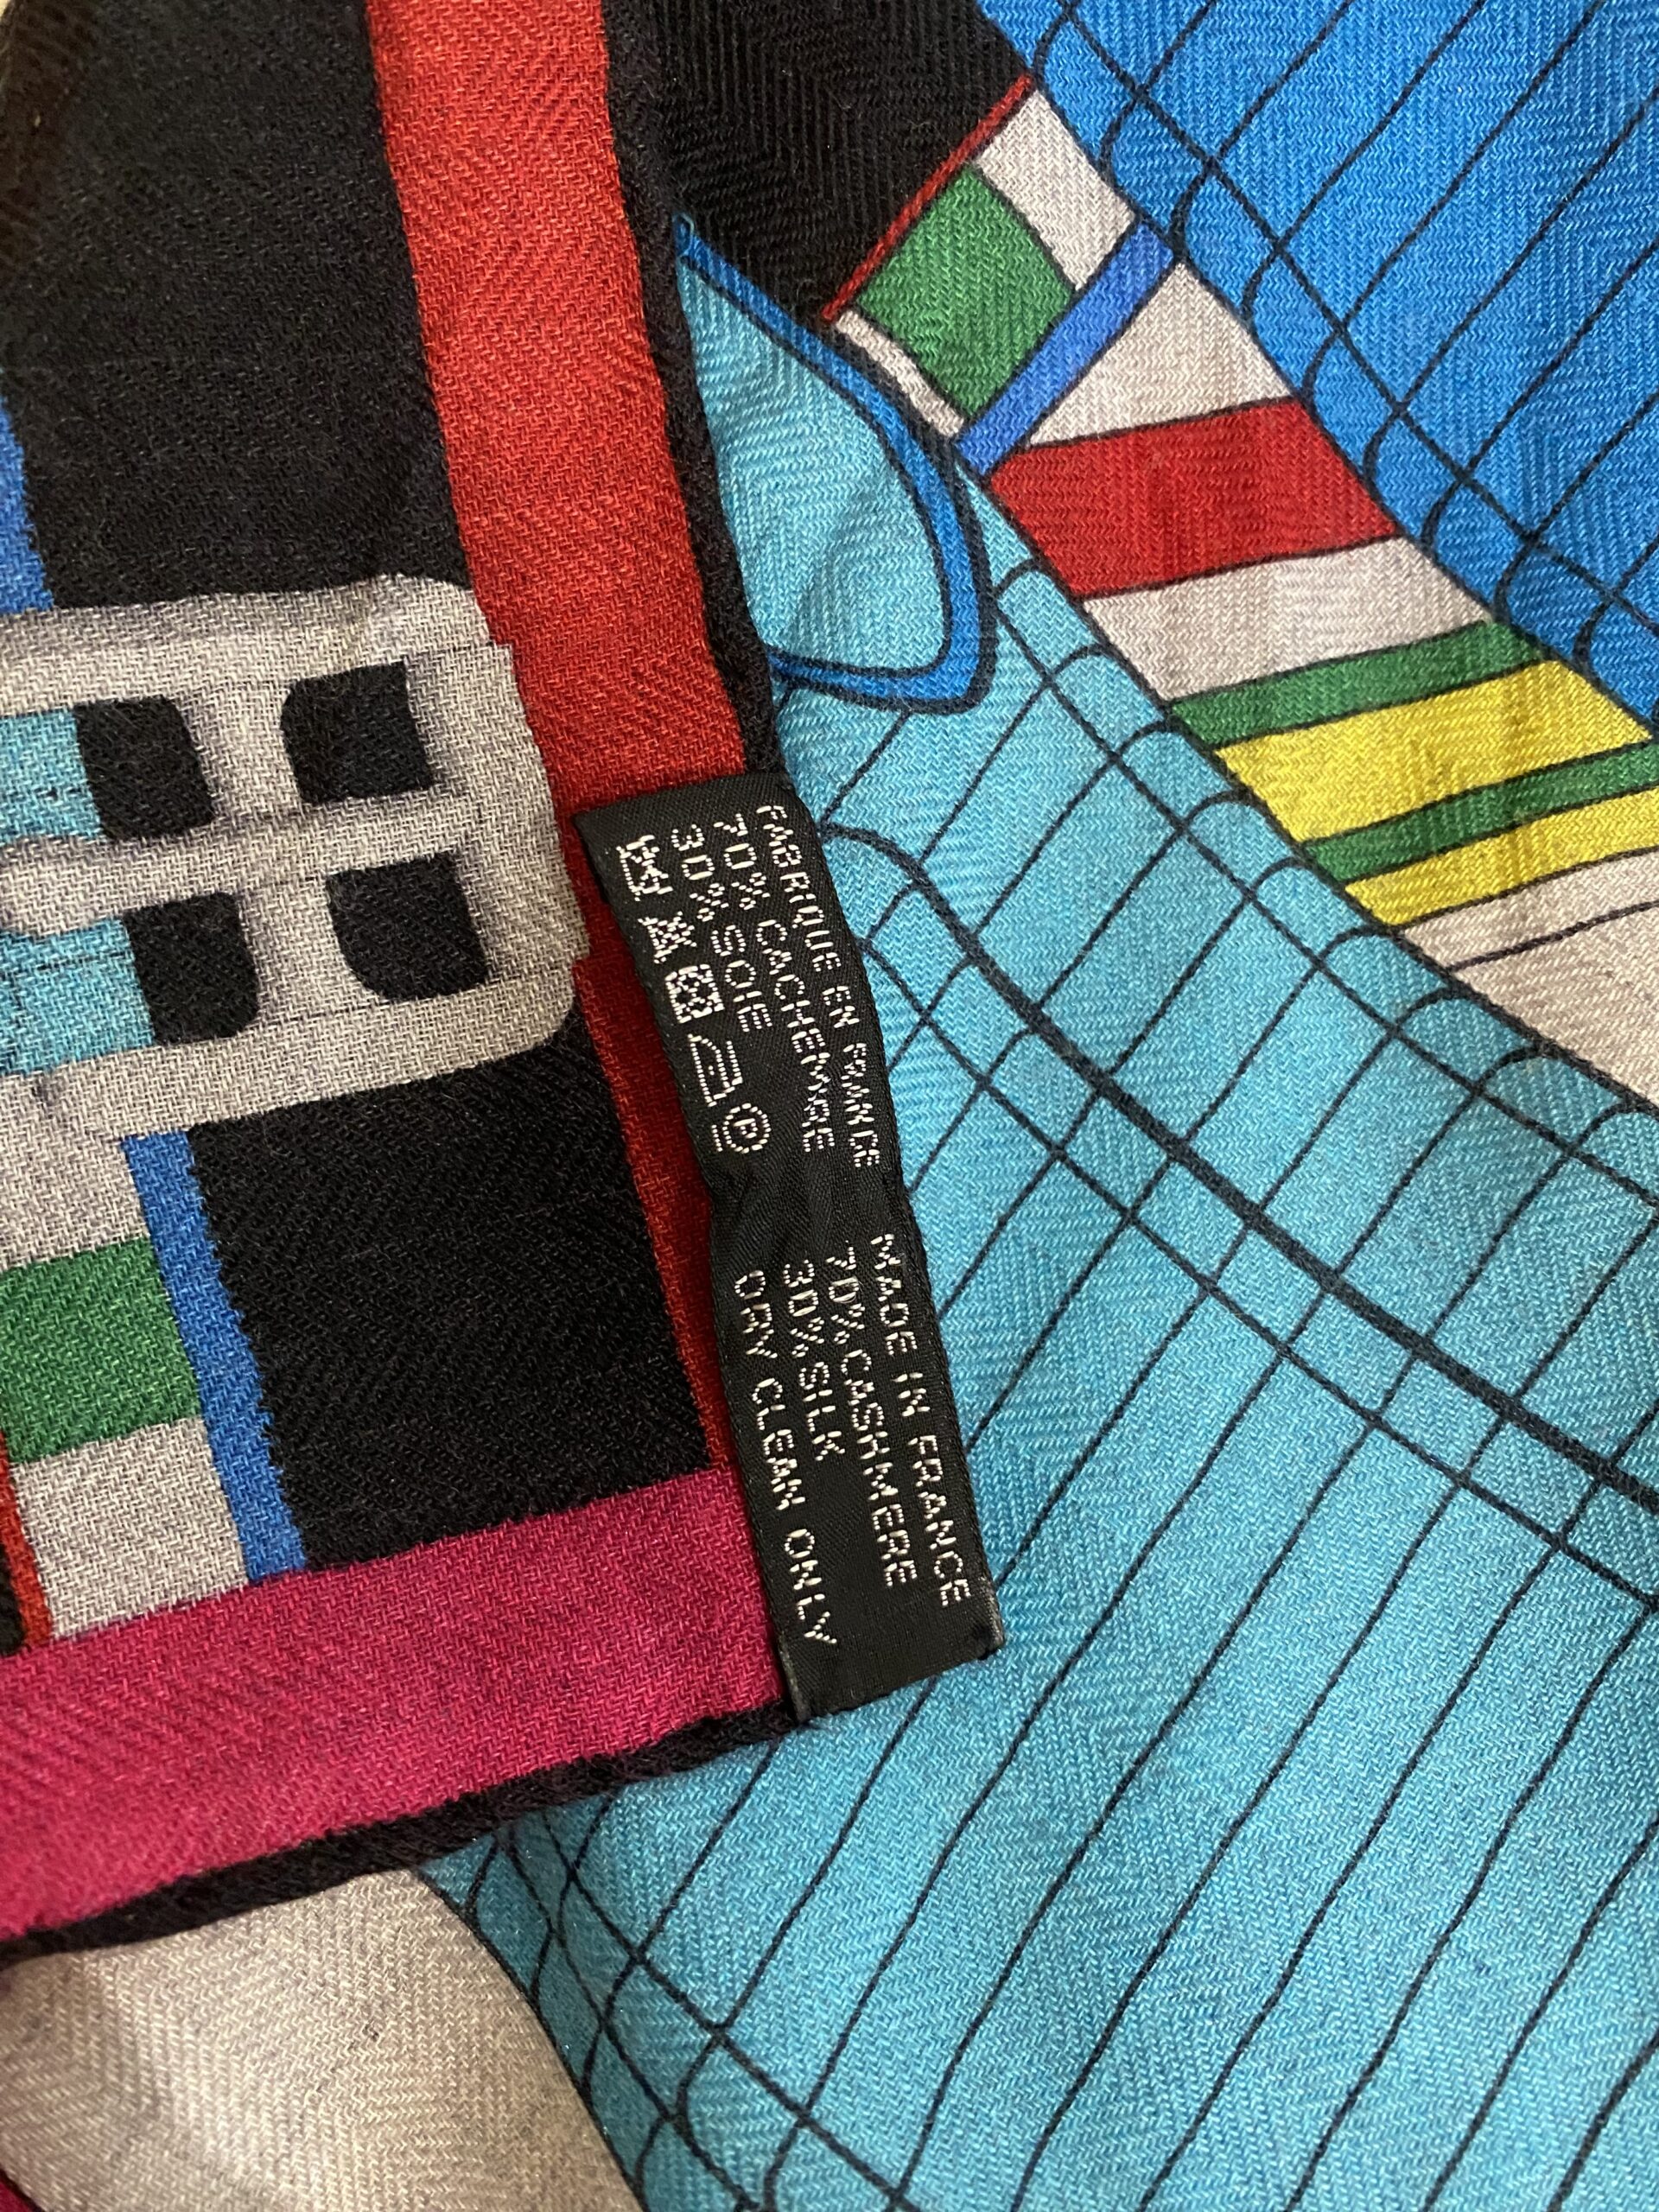 FABRIQUE EN FRANCE
70% CACHEMIRE
30% SOIE
P
MADE IN FRANCE
70% CASHMERE
30% SILK
DRY CLEAN ONLY